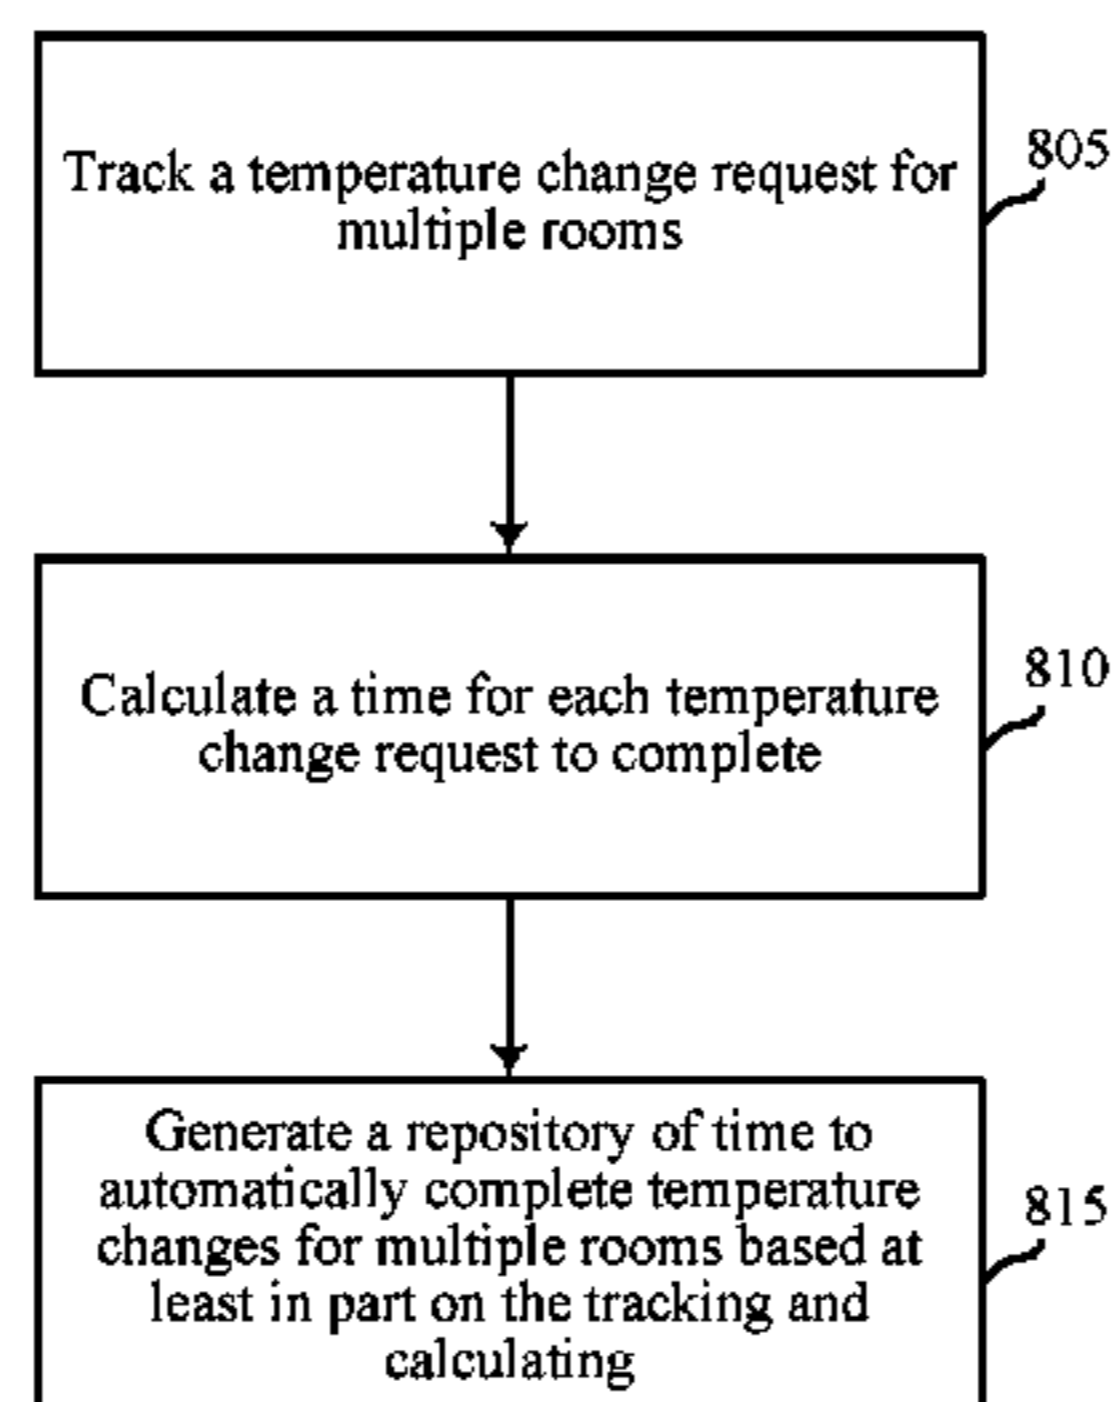 Track a temperature change request for
multiple rooms
805
Calculate a time for each temperature
change request to complete
810
Generate a repository of time to
automatically complete temperature
changes for multiple rooms based at
least in part on the tracking and
calculating
815